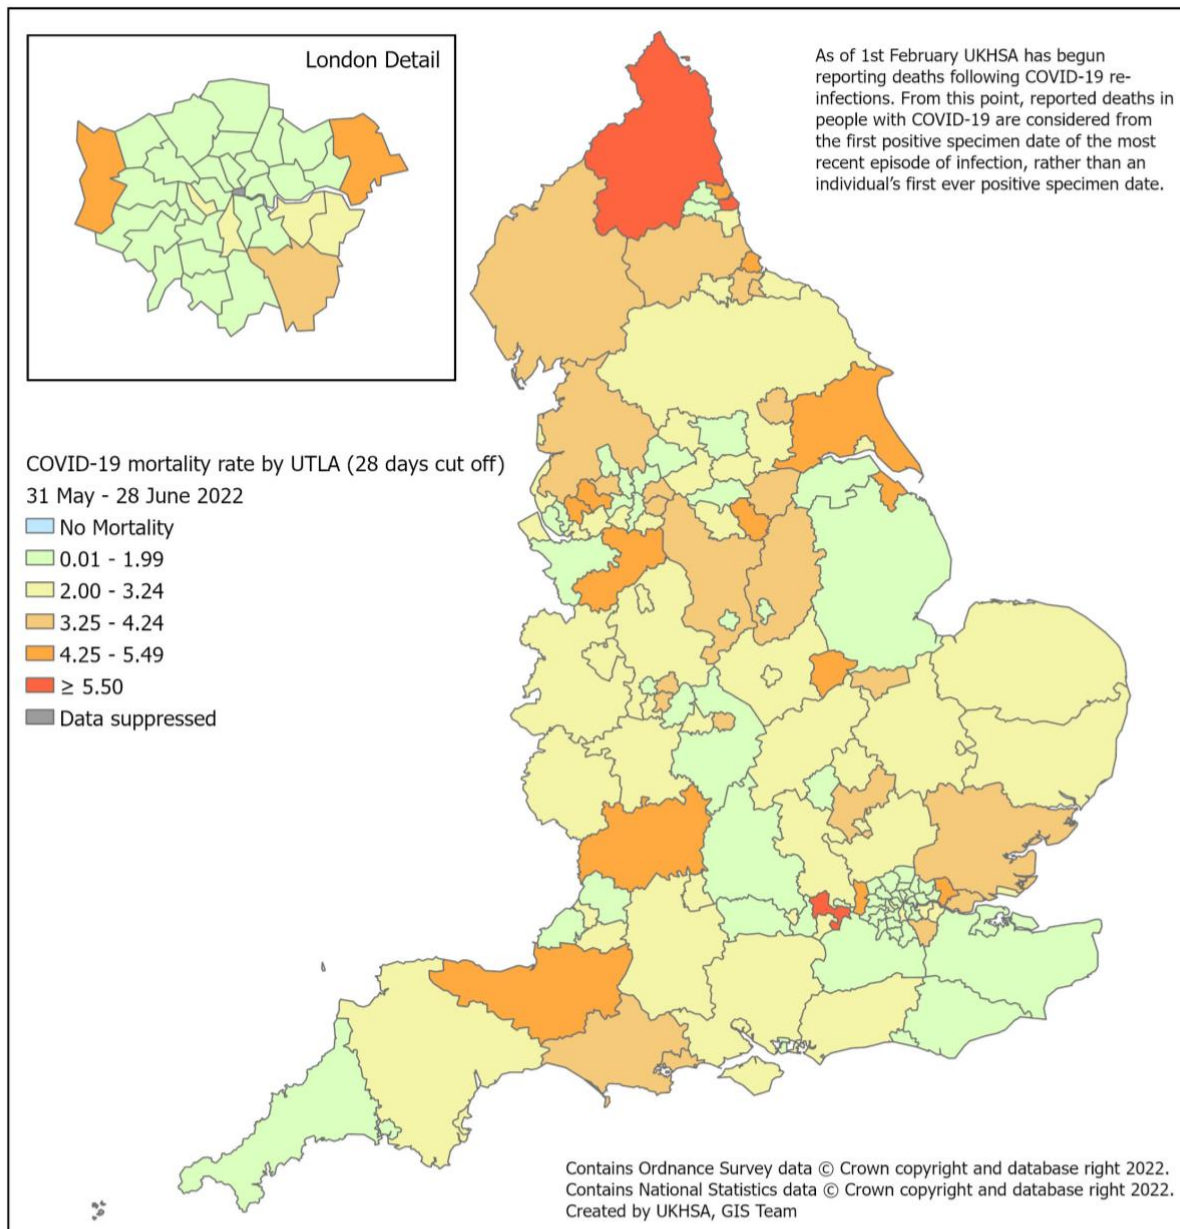 London Detail
As of 1st February UKHSA has begun
reporting deaths following COVID-19 re-
infections. From this point, reported deaths in
people with COVID-19 are considered from
the first positive specimen date of the most
recent episode of infection, rather than an
individual’s first ever positive specimen date.
COVID-19 mortality rate by UTLA (28 days cut off)
31 May - 28 June 2022
No Mortality
0.01 - 1.99
2.00 - 3.24
3.25 - 4.24
4.25 - 5.49
≥ 5.50
Data suppressed
Contains Ordnance Survey data © Crown copyright and database right 2022.
Contains National Statistics data © Crown copyright and database right 2022.
Created by UKHSA, GIS Team